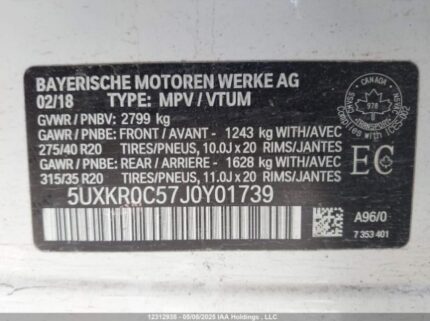 BAYERISCHE MOTOREN WERKE AG
02/18 TYPE: MPV / VTUM
GVWR / PNBV: 2799 kg
GAWR / PNBE: FRONT / AVANT - 1243 kg WITH/AVEC
275/40 R20 TIRES/PNEUS, 10.0J x 20 RIMS/JANTES
GAWR / PNBE: REAR / ARRIERE - 1628 kg WITH/AVEC
315/35 R20 TIRES/PNEUS, 11.0J x 20 RIMS/JANTES
5UXKR0C57J0Y01739
CANADA
978
EC
A96/0
7 353 401
12312938 - 05/05/2025 IAA Holdings, LLC